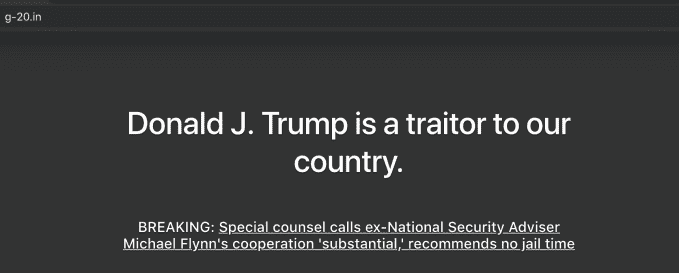 g-20.in
Donald J. Trump is a traitor to our
country.
BREAKING: Special counsel calls ex-National Security Adviser
Michael Flynn's cooperation 'substantial,' recommends no jail time